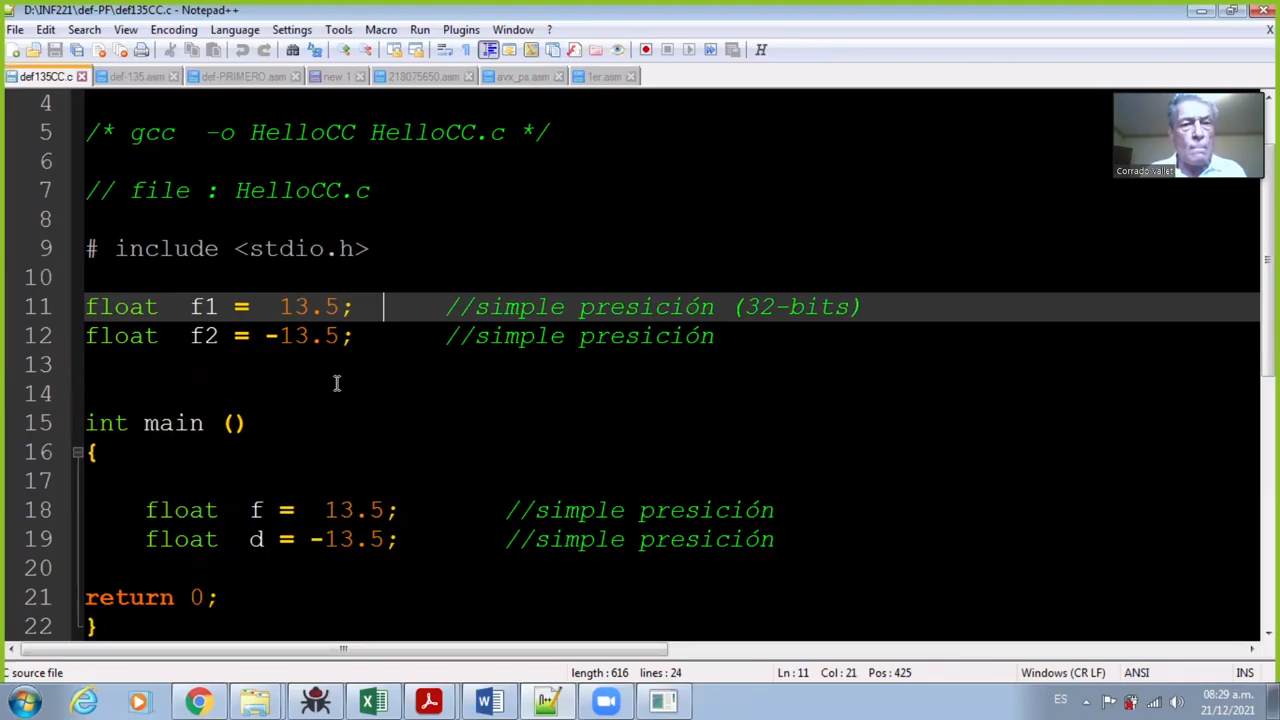 D:\INF221\def-PF\def135CC.c - Notepad++
File Edit Search View Encoding Language Settings Tools Macro Run Plugins Window ? X
def135CC.c def-135.asm def-PRIMERO.asm new 1 218075650.asm avx_ps.asm 1er.asm
4
5 /* gcc -o HelloCC HelloCC.c */
6
7 // file : HelloCC.c
8
9 # include <stdio.h>
10
11 float f1 = 13.5; //simple presición (32-bits)
12 float f2 = -13.5; //simple presición
13
14
15 int main ()
16 {
17
18 float f = 13.5; //simple presición
19 float d = -13.5; //simple presición
20
21 return 0;
22 }
Corrado Vallet
C source file length : 616 lines : 24 Ln : 11 Col : 21 Pos : 425 Windows (CR LF) ANSI INS
ES 08:29 a.m.
21/12/2021